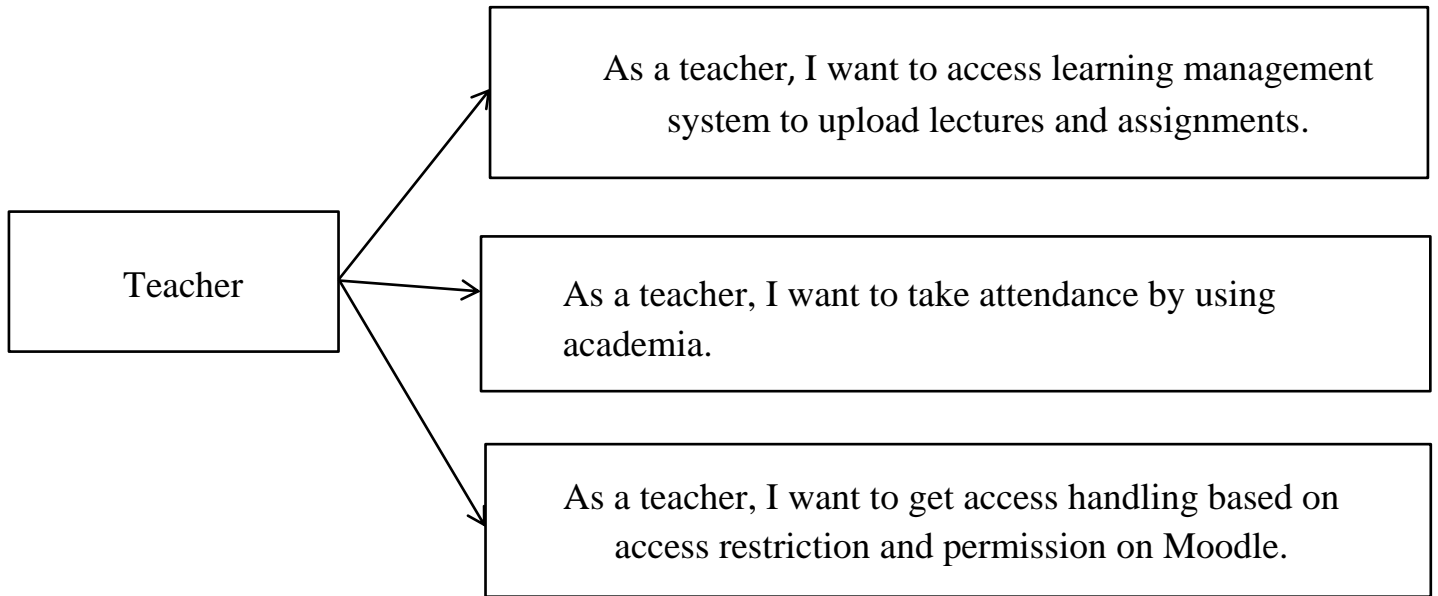 As a teacher, I want to access learning management
system to upload lectures and assignments.
Teacher
As a teacher, I want to take attendance by using
academia.
As a teacher, I want to get access handling based on
access restriction and permission on Moodle.